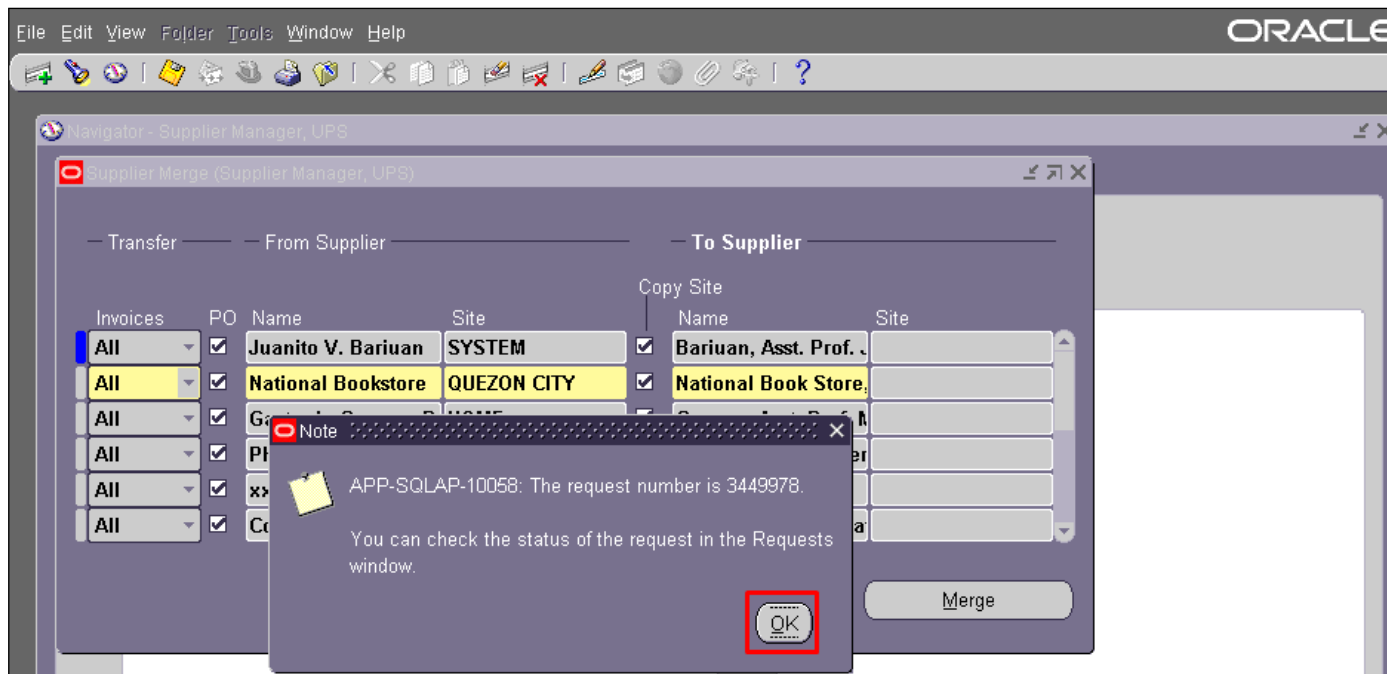 File Edit View Folder Tools Window Help
ORACLE
Navigator - Supplier Manager, UPS
Supplier Merge (Supplier Manager, UPS)
Transfer From Supplier To Supplier
Copy Site
Invoices PO Name Site Name Site
All Juanito V. Bariuan SYSTEM Bariuan, Asst. Prof.
All National Bookstore QUEZON CITY National Book Store,
All
All
All
All
Note
APP-SQLAP-10058: The request number is 3449978.
You can check the status of the request in the Requests
window.
OK
Merge